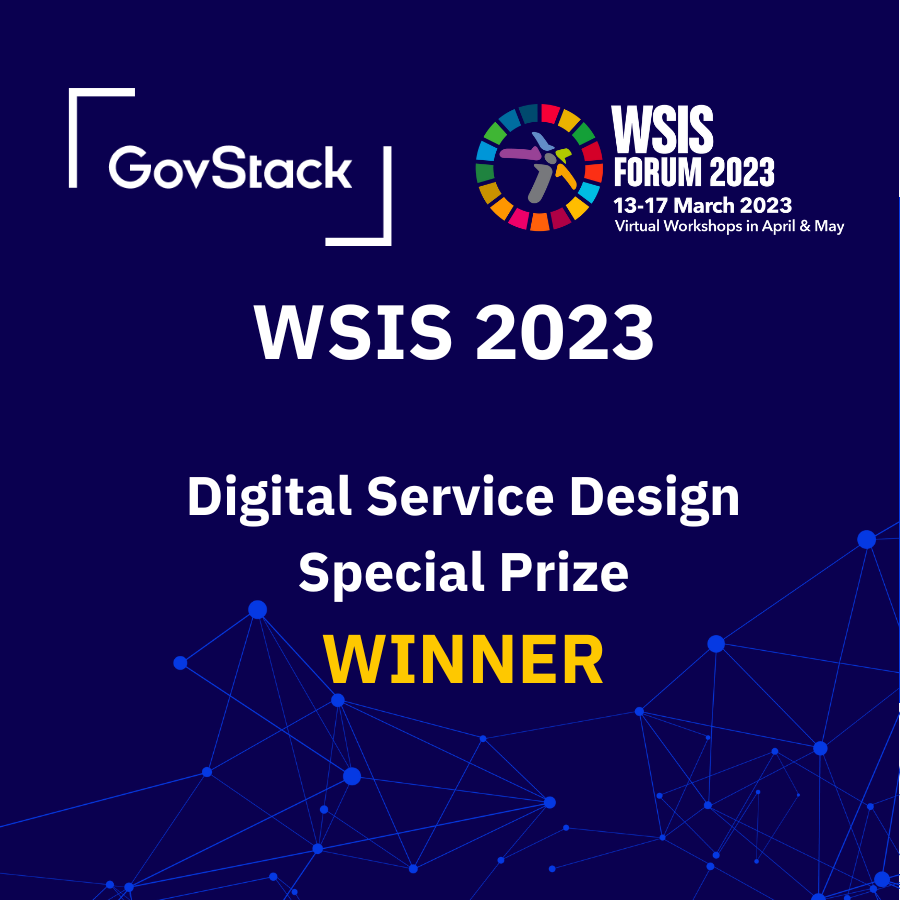 GovStack
WSIS
FORUM 2023
13-17 March 2023
Virtual Workshops in April & May
WSIS 2023
Digital Service Design
Special Prize
WINNER